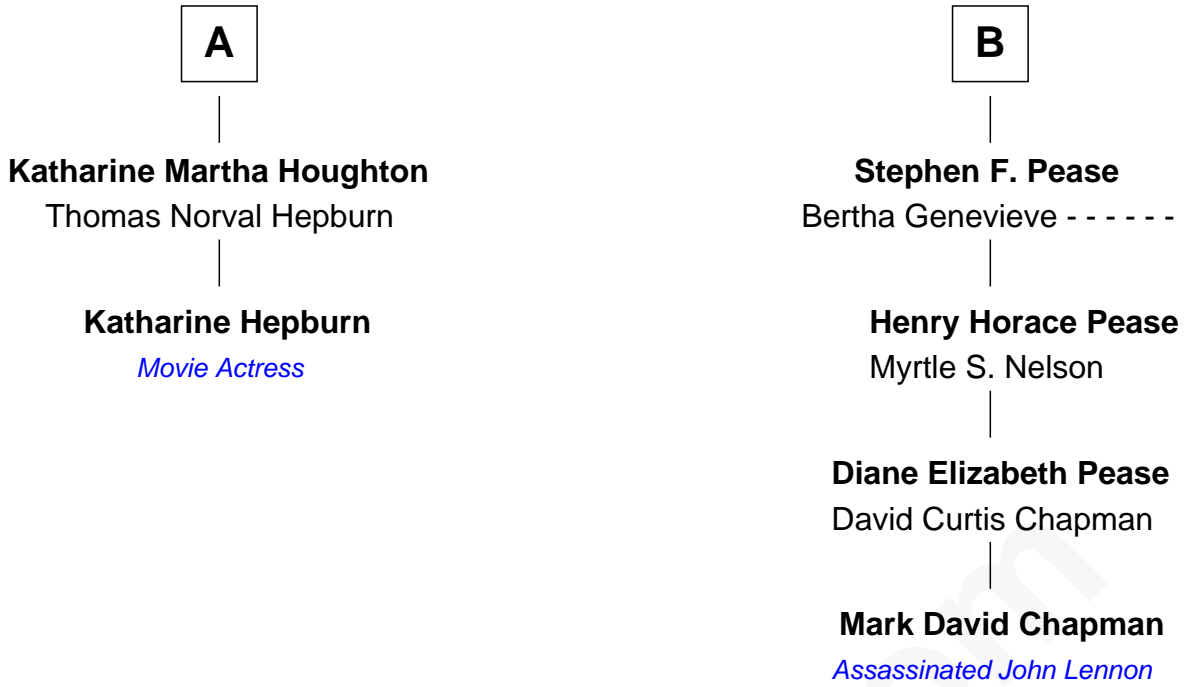 A
Katharine Martha Houghton
Thomas Norval Hepburn
Katharine Hepburn
Movie Actress
B
Stephen F. Pease
Bertha Genevieve - - - - - -
Henry Horace Pease
Myrtle S. Nelson
Diane Elizabeth Pease
David Curtis Chapman
Mark David Chapman
Assassinated John Lennon